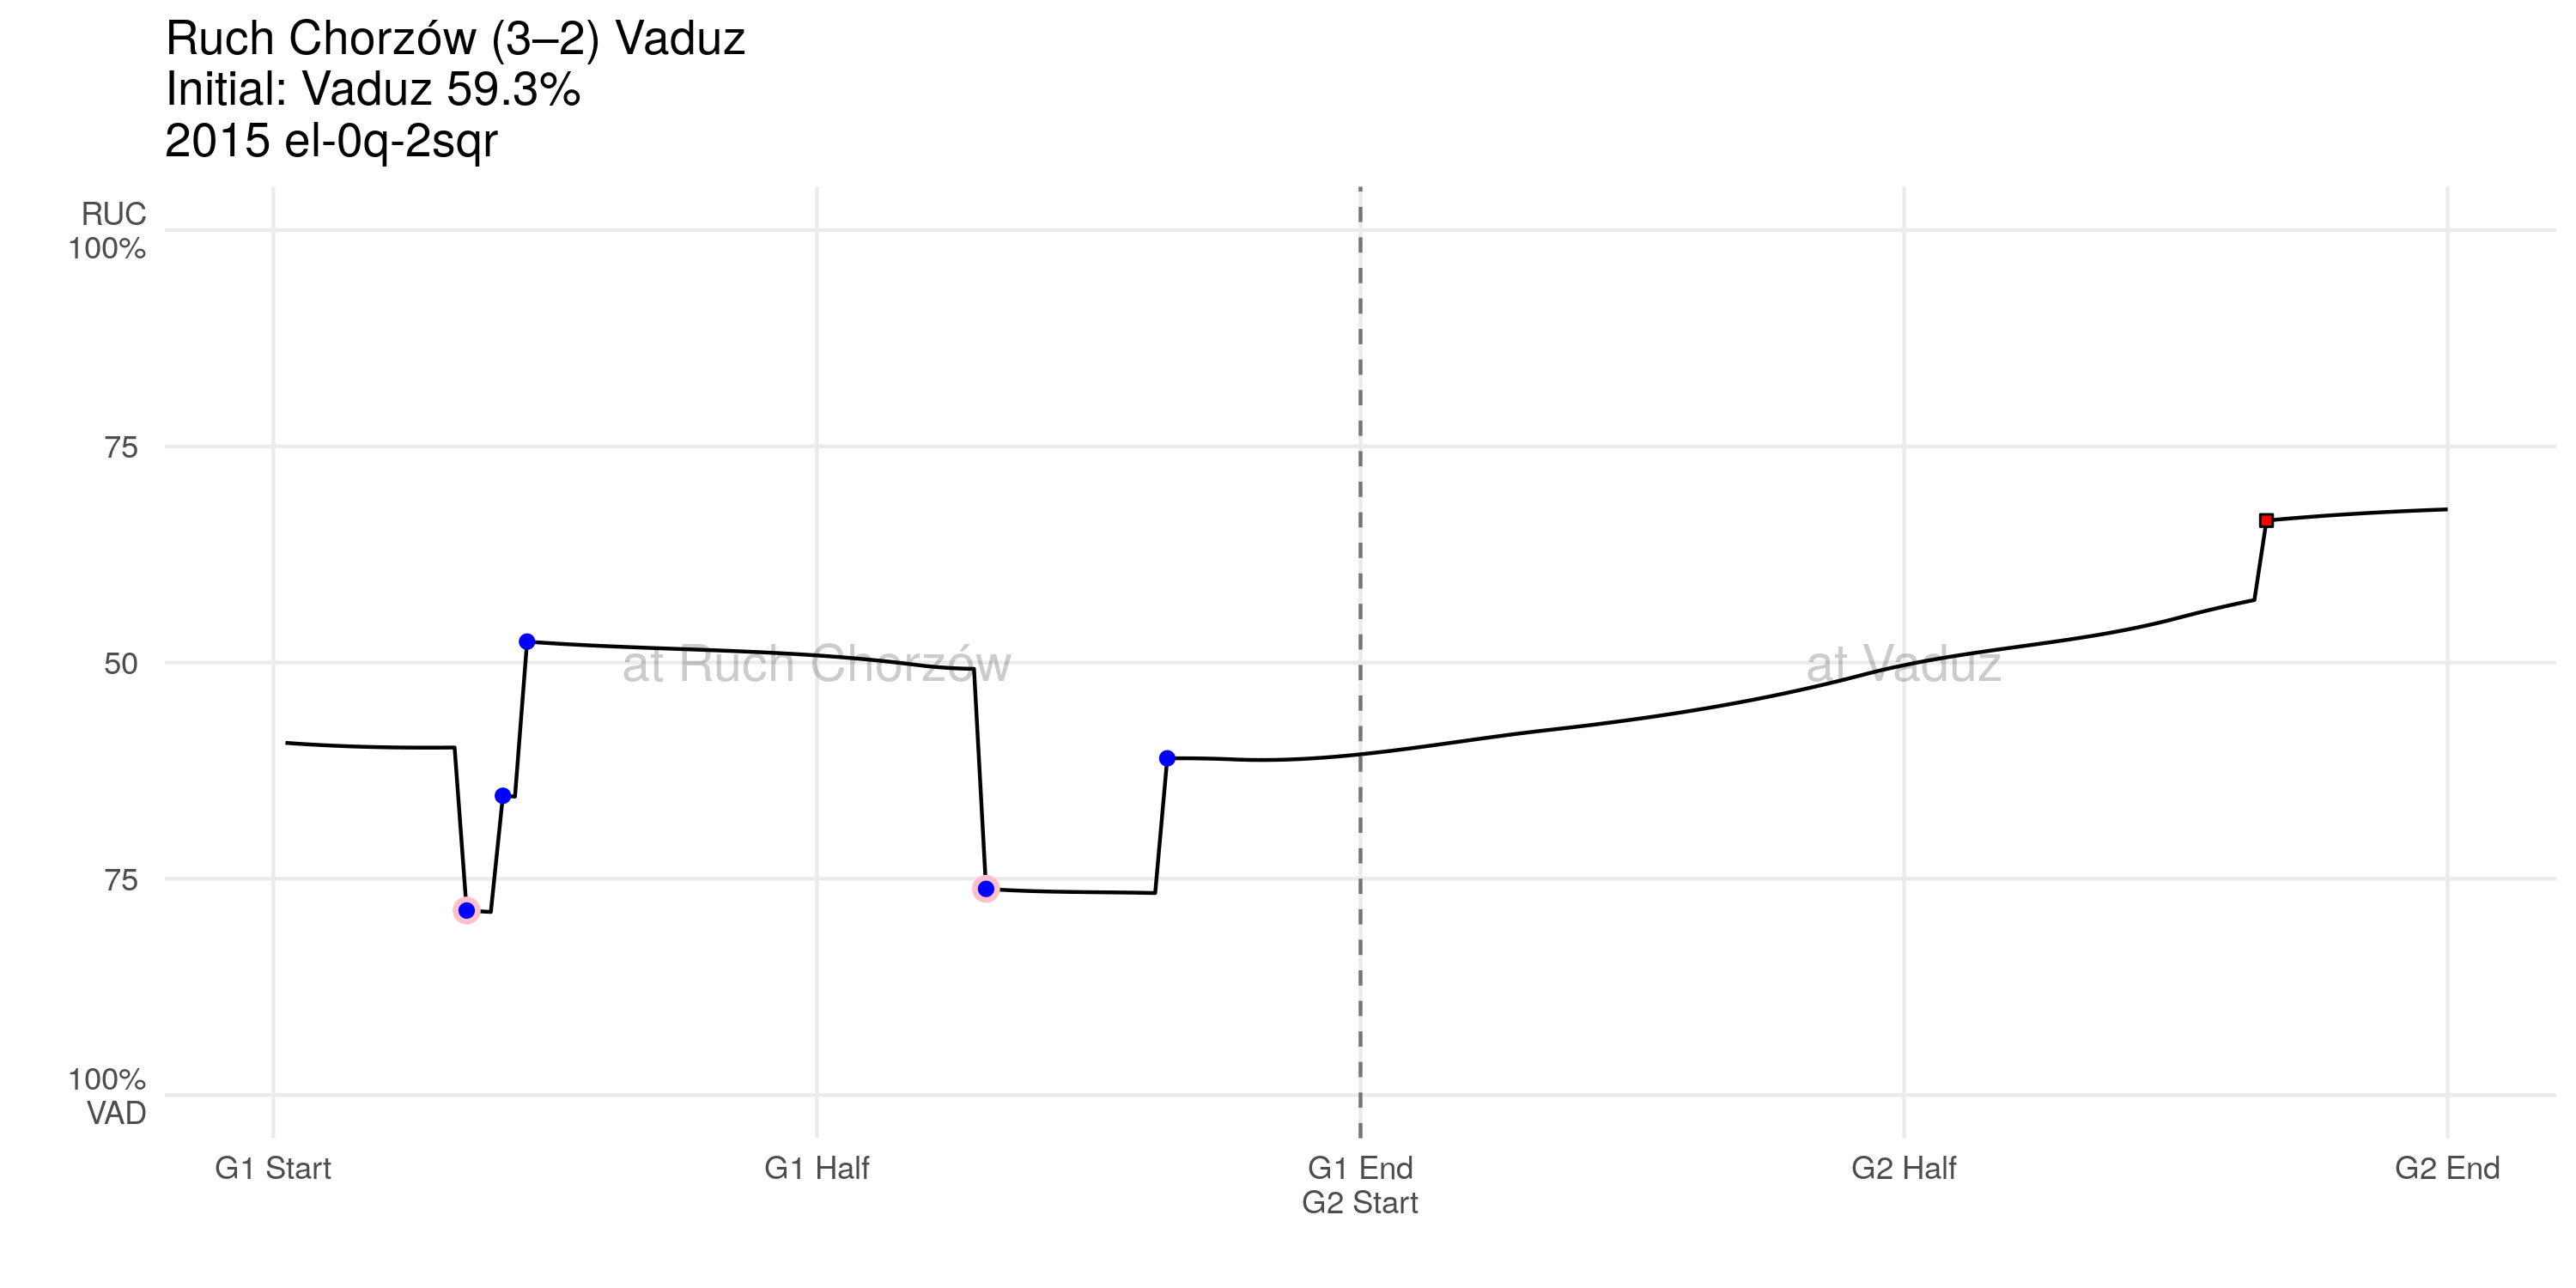 Ruch Chorzów (3–2) Vaduz
Initial: Vaduz 59.3%
2015 el-0q-2sqr
RUC
100%
75
50
75
100%
VAD
at Ruch Chorzów
at Vaduz
G1 Start
G1 Half
G1 End
G2 Start
G2 Half
G2 End